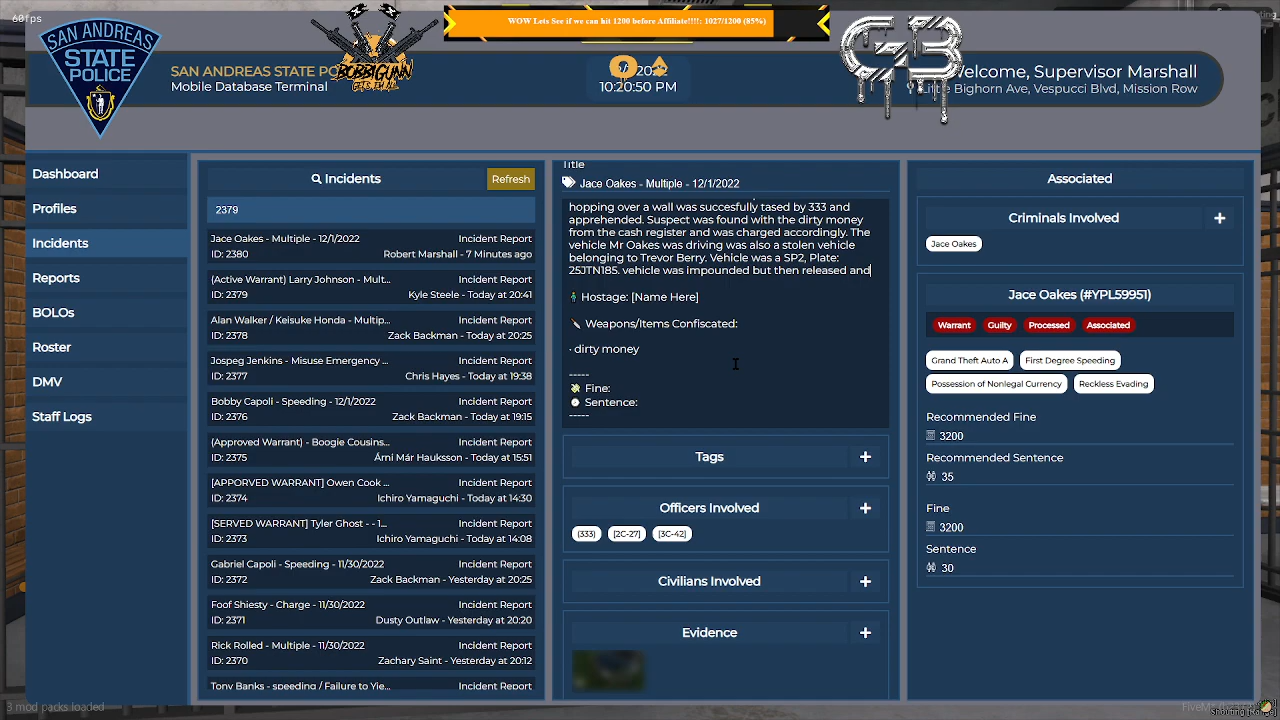 60fps
WOW Lets See if we can hit 1200 before Affiliate!!!!: 1027/1200 (85%)
SAN ANDREAS
STATE
POLICE
SAN ANDREAS STATE PO
Mobile Database Terminal
BOBBIGUNN
GB
10:20:50 PM
Welcome, Supervisor Marshall
Little Bighorn Ave, Vespucci Blvd, Mission Row
Dashboard
Profiles
Incidents
Reports
BOLOs
Roster
DMV
Staff Logs
Incidents
Refresh
2379
Jace Oakes - Multiple - 12/1/2022 Incident Report
ID: 2380 Robert Marshall - 7 Minutes ago
(Active Warrant) Larry Johnson - ... Incident Report
ID: 2379 Kyle Steele - Today at 20:41
Alan Walker / Keisuke Honda - Multip... Incident Report
ID: 2378 Zack Backman - Today at 20:15
Jospeg Jenkins - Misuse Emergency ... Incident Report
ID: 2377 Chris Hayes - Today at 19:38
Bobby Capoli - Speeding - 12/1/2022 Incident Report
ID: 2376 Zack Backman - Today at 19:15
(Approved Warrant) - Boogie Cousins... Incident Report
ID: 2375 Árni Már Hauksson - Today at 15:51
[APPORVED WARRANT] Owen Cook ... Incident Report
ID: 2374 Ichiro Yamaguchi - Today at 14:30
[SERVED WARRANT] Tyler Ghost - - 1... Incident Report
ID: 2373 Ichiro Yamaguchi - Today at 14:08
Gabriel Capoli - Speeding - 11/30/2022 Incident Report
ID: 2372 Zack Backman - Yesterday at 20:25
Foof Shiesty - Charge - 11/30/2022 Incident Report
ID: 2371 Dusty Outlaw - Yesterday at 20:20
Rick Rolled - Multiple - 11/30/2022 Incident Report
ID: 2370 Zachary Saint - Yesterday at 20:12
Tony Banks - speeding / Failure to Yie... Incident Report
Title
Jace Oakes - Multiple - 12/1/2022
hopping over a wall was succesfully tased by 333 and
apprehended. Suspect was found with the dirty money
from the cash register and was charged accordingly. The
vehicle Mr Oakes was driving was also a stolen vehicle
belonging to Trevor Berry. Vehicle was a SP2, Plate:
25JTN185. vehicle was impounded but then released and
Hostage: [Name Here]
Weapons/Items Confiscated:
· dirty money
-----
Fine:
Sentence:
-----
Tags
Officers Involved
(333) [2C-27] [3C-42]
Civilians Involved
Evidence
Associated
Criminals Involved
Jace Oakes
Jace Oakes (#YPL59951)
Warrant Guilty Processed Associated
Grand Theft Auto A First Degree Speeding
Possession of Nonlegal Currency Reckless Evading
Recommended Fine
3200
Recommended Sentence
35
Fine
3200
Sentence
30
3 mod packs loaded